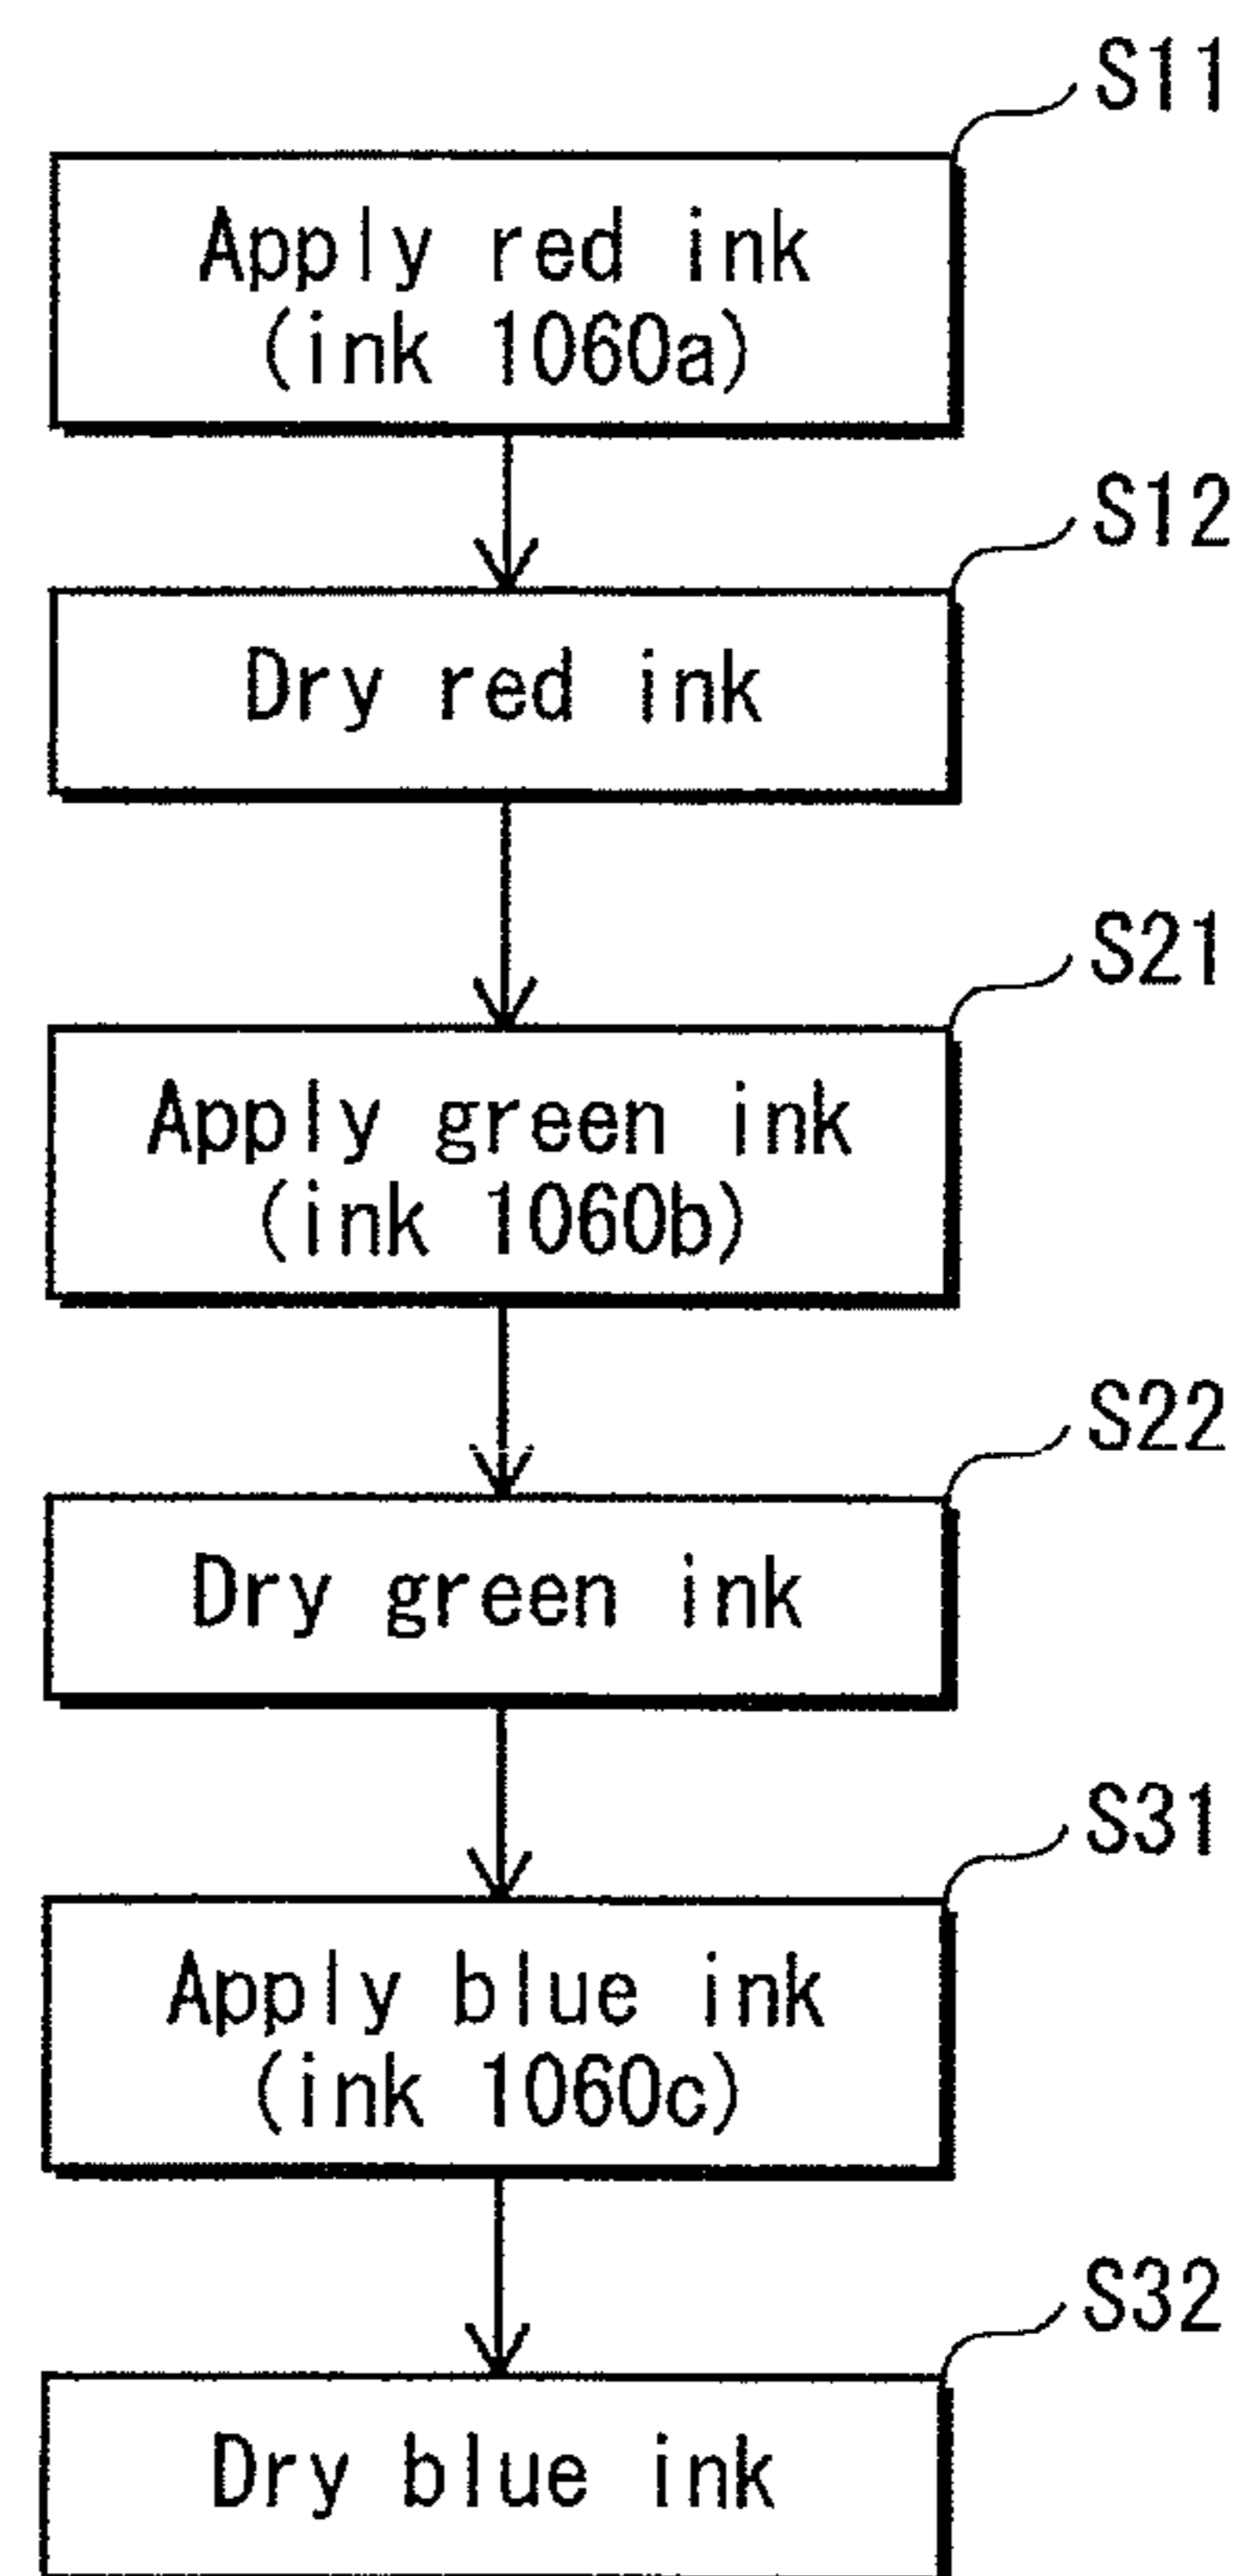 S11
Apply red ink
(ink 1060a)
S12
Dry red ink
S21
Apply green ink
(ink 1060b)
S22
Dry green ink
S31
Apply blue ink
(ink 1060c)
S32
Dry blue ink